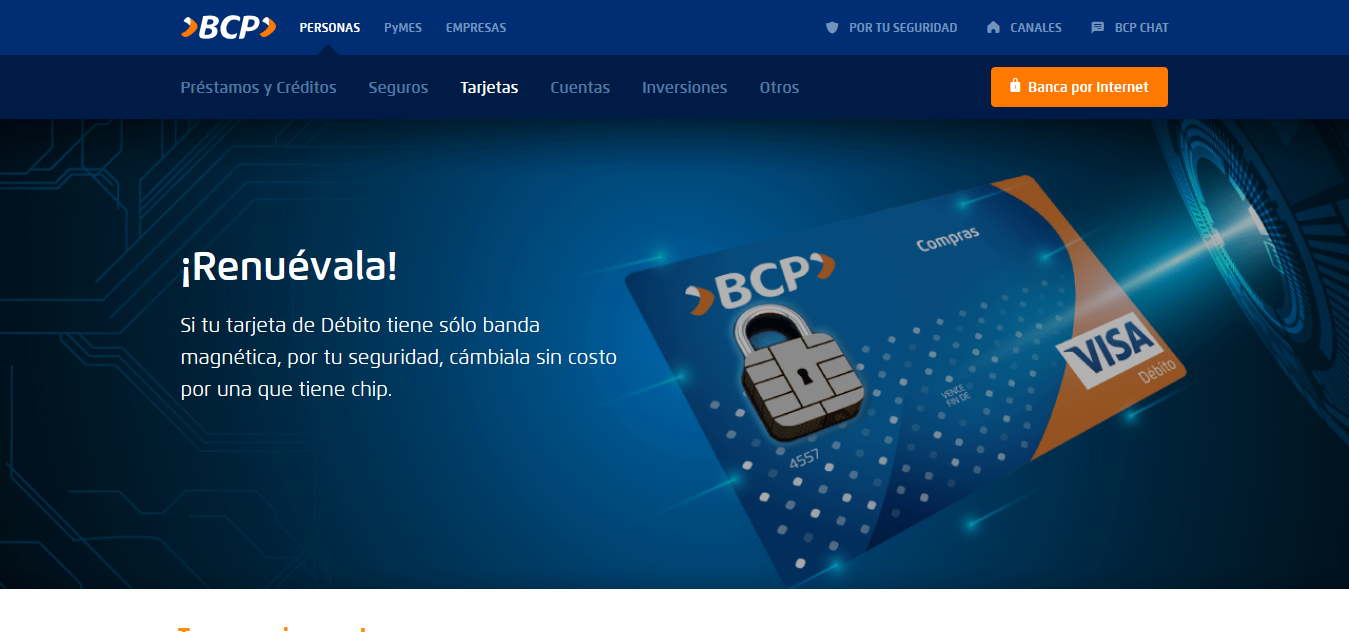 BCP
PERSONAS
PyMES
EMPRESAS
POR TU SEGURIDAD
CANALES
BCP CHAT
Préstamos y Créditos
Seguros
Tarjetas
Cuentas
Inversiones
Otros
Banca por Internet
¡Renuévala!
Si tu tarjeta de Débito tiene sólo banda
magnética, por tu seguridad, cámbiala sin costo
por una que tiene chip.
Compras
BCP
VISA
Débito
VENCE
FIN DE
4557